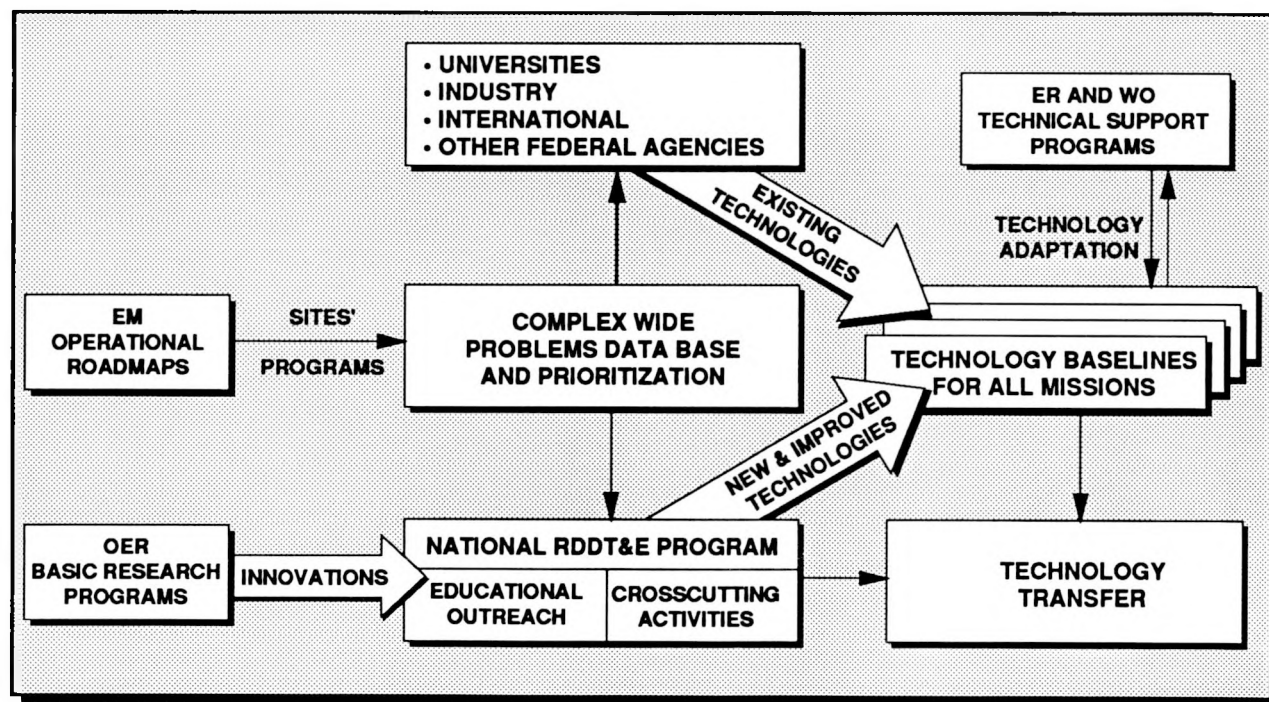 • UNIVERSITIES
• INDUSTRY
• INTERNATIONAL
• OTHER FEDERAL AGENCIES
ER AND WO
TECHNICAL SUPPORT
PROGRAMS
EXISTING
TECHNOLOGIES
TECHNOLOGY
ADAPTATION
EM
OPERATIONAL
ROADMAPS
SITES'
PROGRAMS
COMPLEX WIDE
PROBLEMS DATA BASE
AND PRIORITIZATION
TECHNOLOGY BASELINES
FOR ALL MISSIONS
NEW & IMPROVED
TECHNOLOGIES
OER
BASIC RESEARCH
PROGRAMS
INNOVATIONS
NATIONAL RDDT&E PROGRAM
EDUCATIONAL
OUTREACH
CROSSCUTTING
ACTIVITIES
TECHNOLOGY
TRANSFER